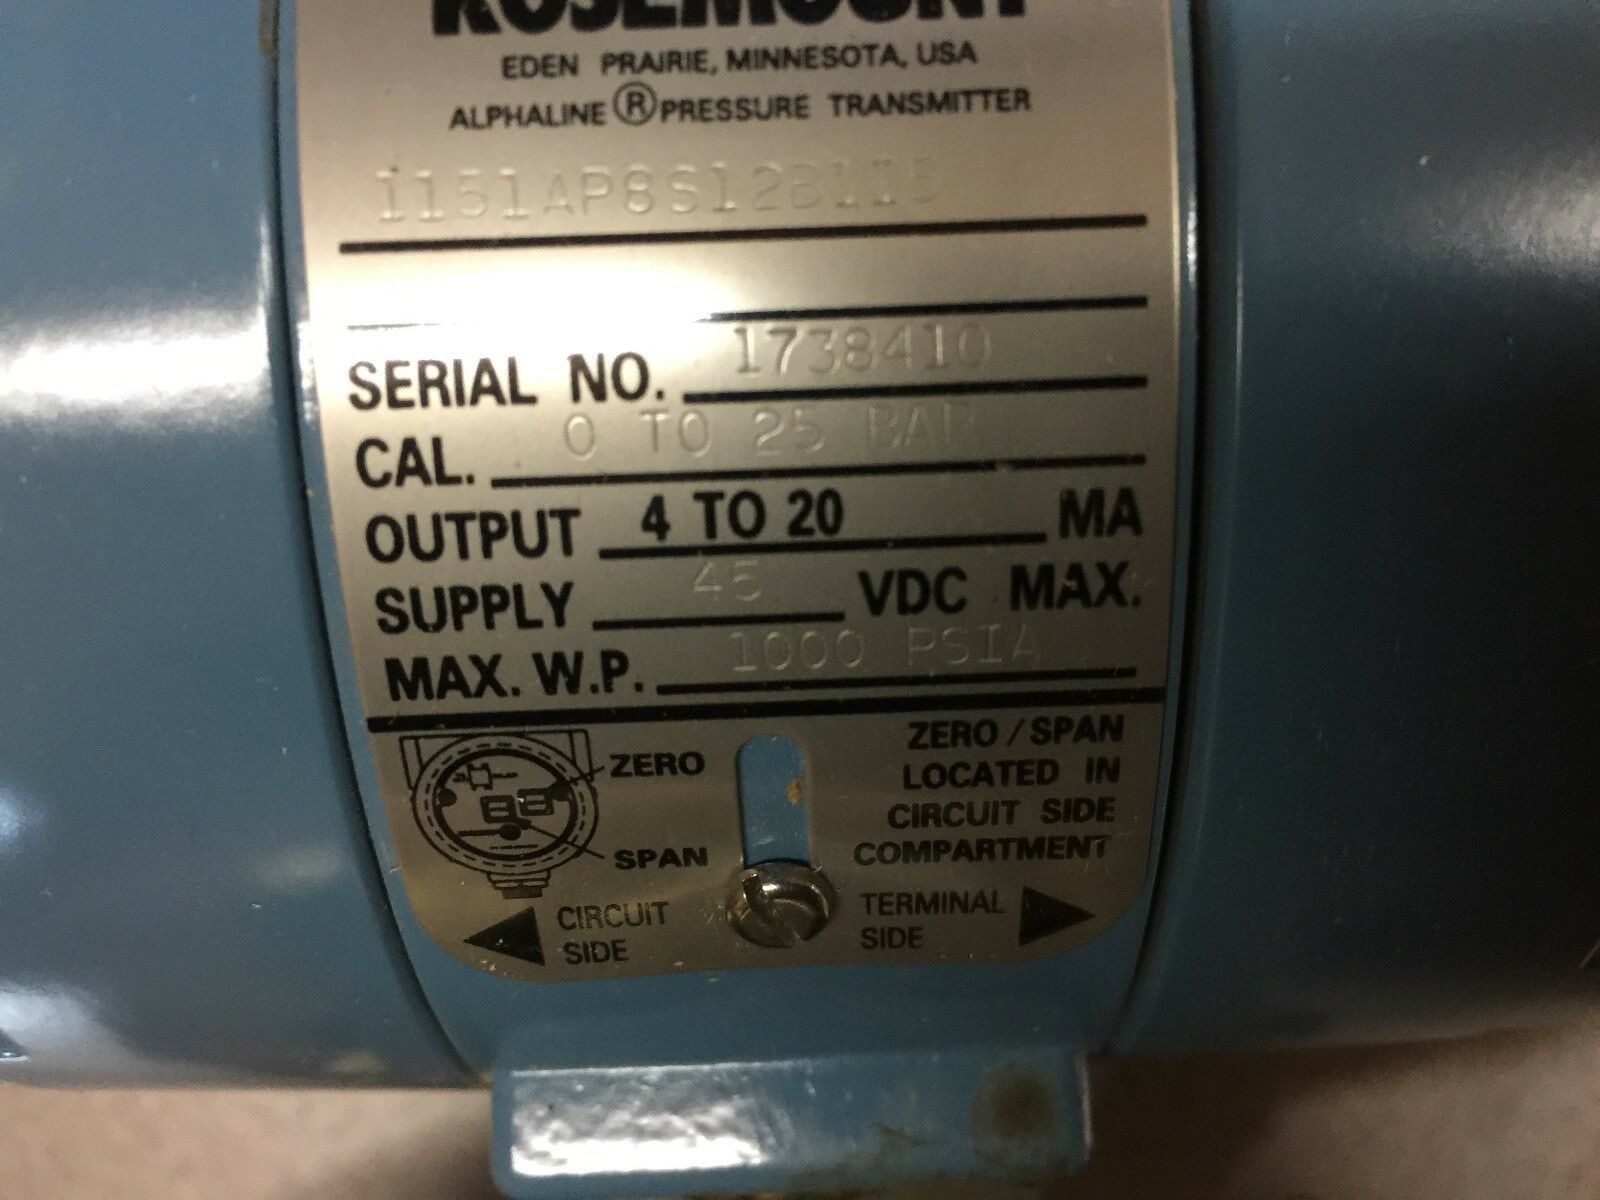 ROSEMOUNT
EDEN PRAIRIE, MINNESOTA, USA
ALPHALINE ® PRESSURE TRANSMITTER
1151AP8S12B1I5
SERIAL NO. 1738410
CAL. 0 TO 25 BAR
OUTPUT 4 TO 20 MA
SUPPLY 45 VDC MAX.
MAX. W.P. 1000 PSIA
ZERO
SPAN
ZERO / SPAN
LOCATED IN
CIRCUIT SIDE
COMPARTMENT
CIRCUIT
SIDE
TERMINAL
SIDE